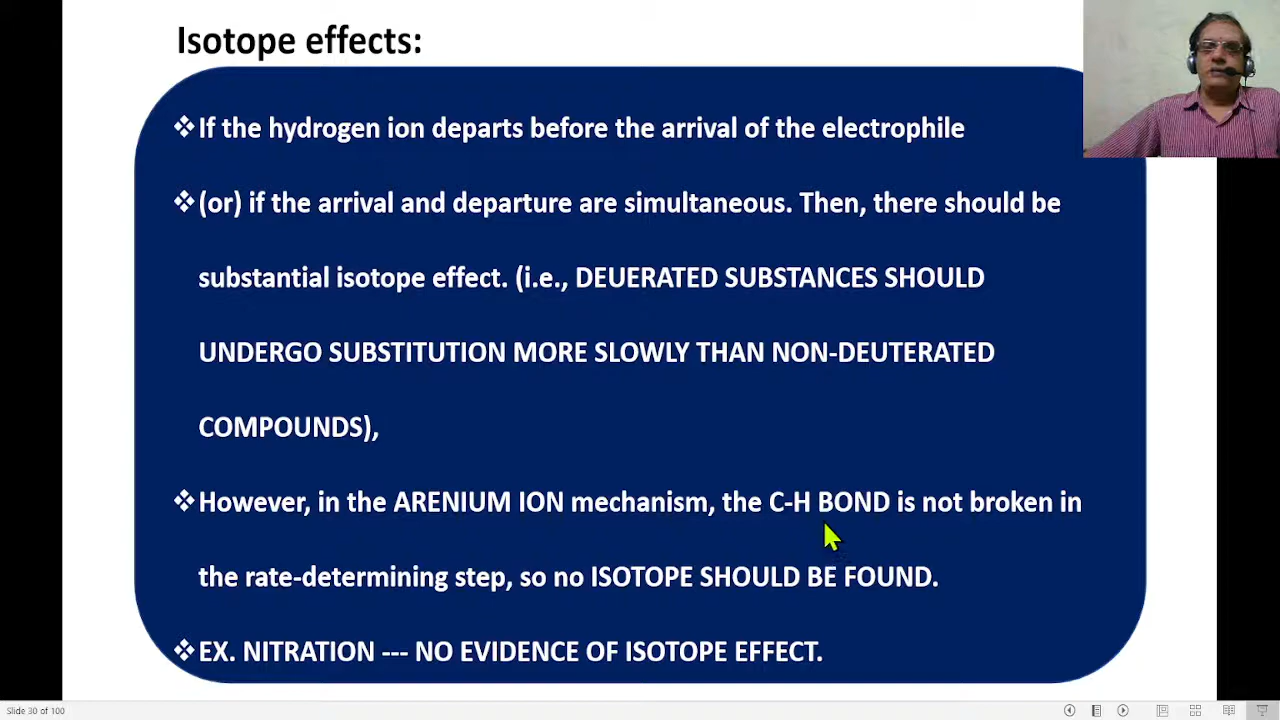 Isotope effects:
❖If the hydrogen ion departs before the arrival of the electrophile
❖(or) if the arrival and departure are simultaneous. Then, there should be
substantial isotope effect. (i.e., DEUERATED SUBSTANCES SHOULD
UNDERGO SUBSTITUTION MORE SLOWLY THAN NON-DEUTERATED
COMPOUNDS),
❖However, in the ARENIUM ION mechanism, the C-H BOND is not broken in
the rate-determining step, so no ISOTOPE SHOULD BE FOUND.
❖EX. NITRATION --- NO EVIDENCE OF ISOTOPE EFFECT.
Slide 30 of 100